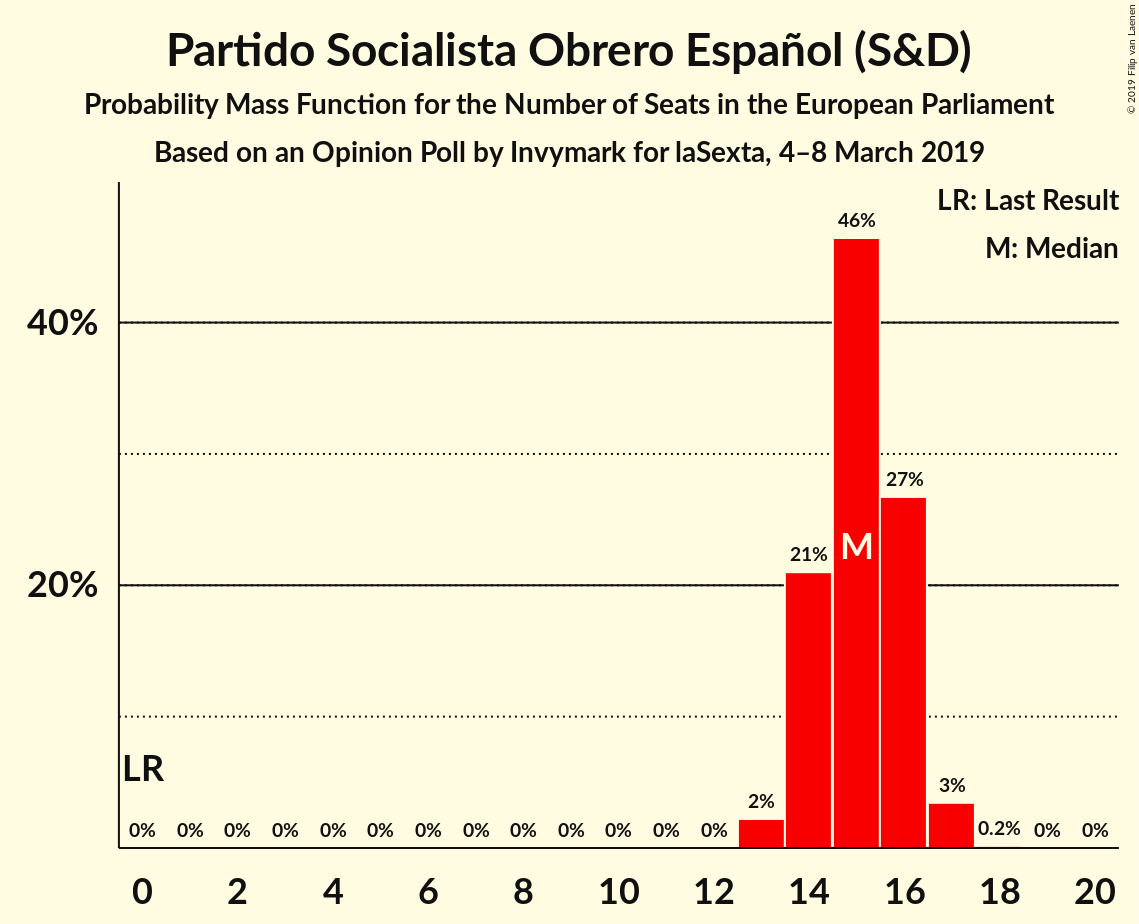 Partido Socialista Obrero Español (S&D)
Probability Mass Function for the Number of Seats in the European Parliament
Based on an Opinion Poll by Invymark for laSexta, 4–8 March 2019
© 2019 Filip van Laenen
LR: Last Result
M: Median
46%
40%
27%
21%
M
20%
LR
3%
2%
0% 0% 0% 0% 0% 0% 0% 0% 0% 0% 0% 0% 0% 0.2% 0% 0%
0 2 4 6 8 10 12 14 16 18 20